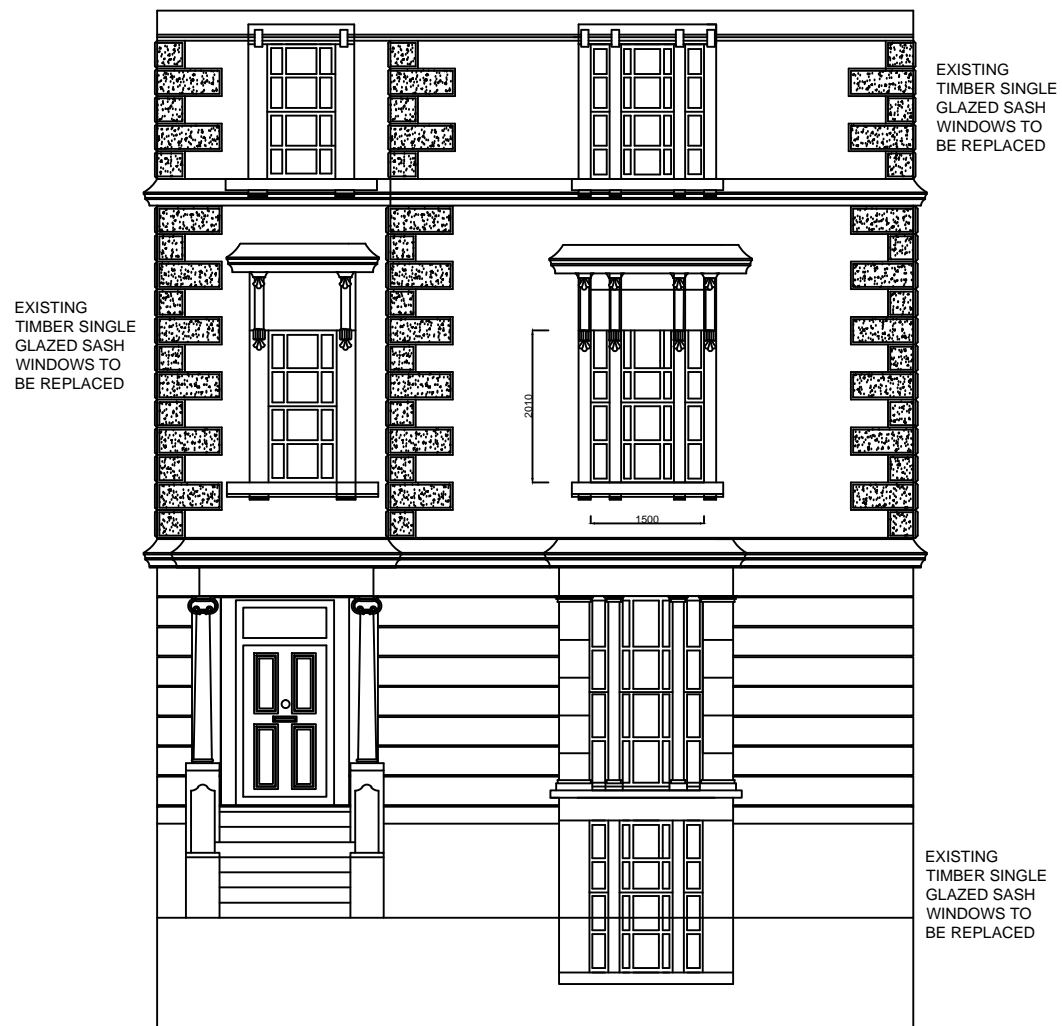 EXISTING
TIMBER SINGLE
GLAZED SASH
WINDOWS TO
BE REPLACED
EXISTING
TIMBER SINGLE
GLAZED SASH
WINDOWS TO
BE REPLACED
2010
1500
EXISTING
TIMBER SINGLE
GLAZED SASH
WINDOWS TO
BE REPLACED